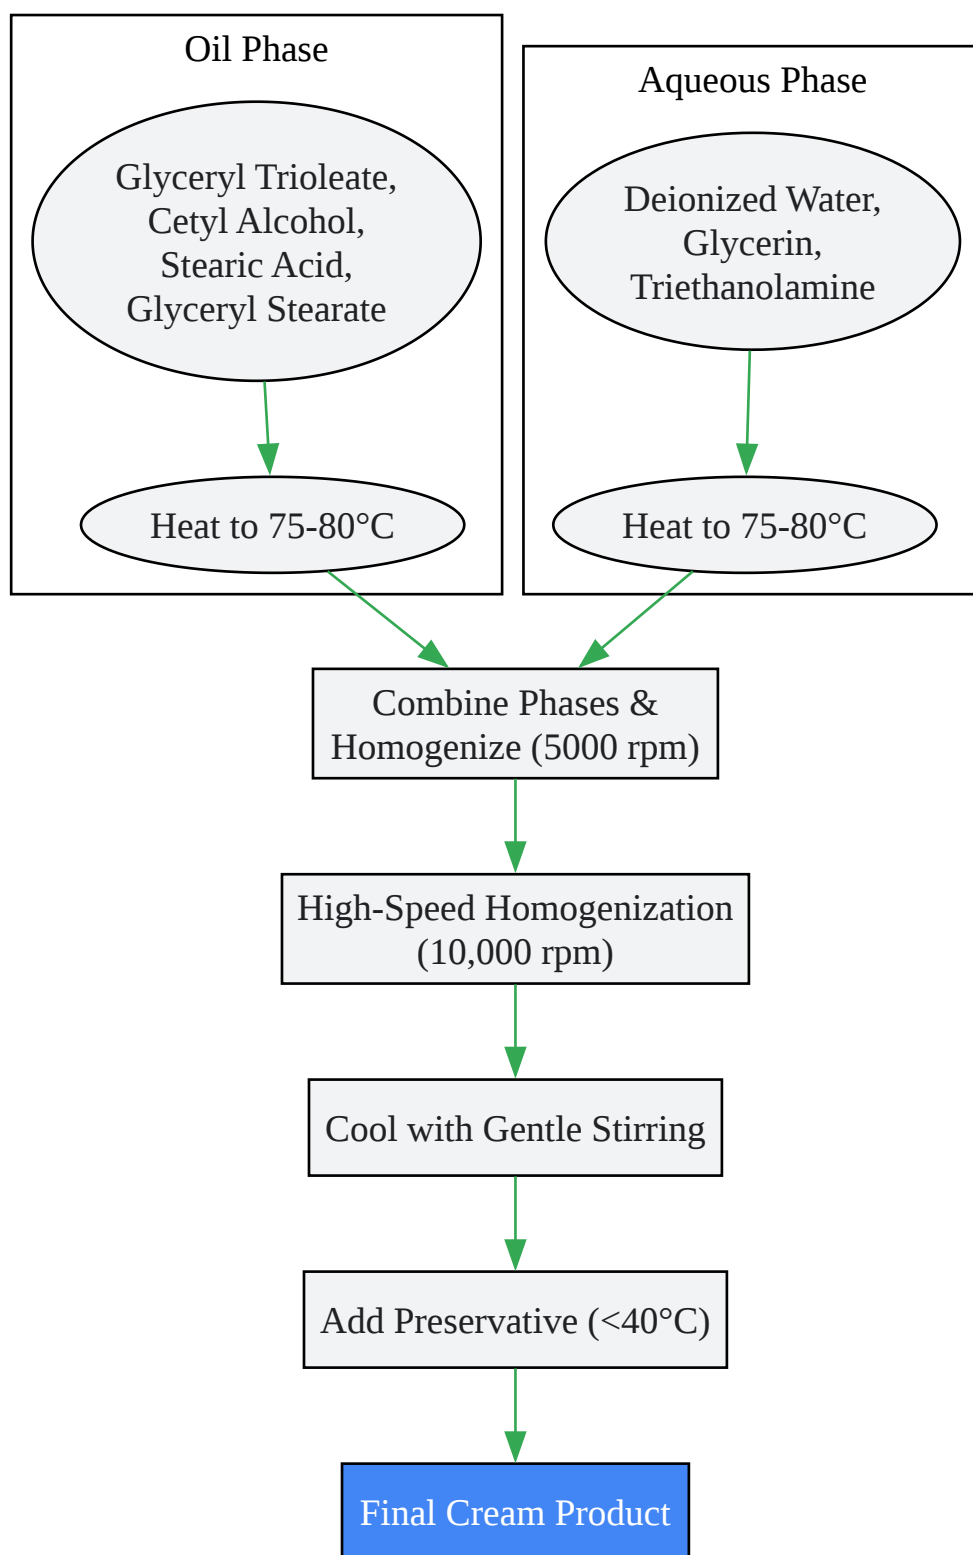 Oil Phase
Glyceryl Trioleate,
Cetyl Alcohol,
Stearic Acid,
Glyceryl Stearate
Heat to 75-80°C
Aqueous Phase
Deionized Water,
Glycerin,
Triethanolamine
Heat to 75-80°C
Combine Phases &
Homogenize (5000 rpm)
High-Speed Homogenization
(10,000 rpm)
Cool with Gentle Stirring
Add Preservative (<40°C)
Final Cream Product